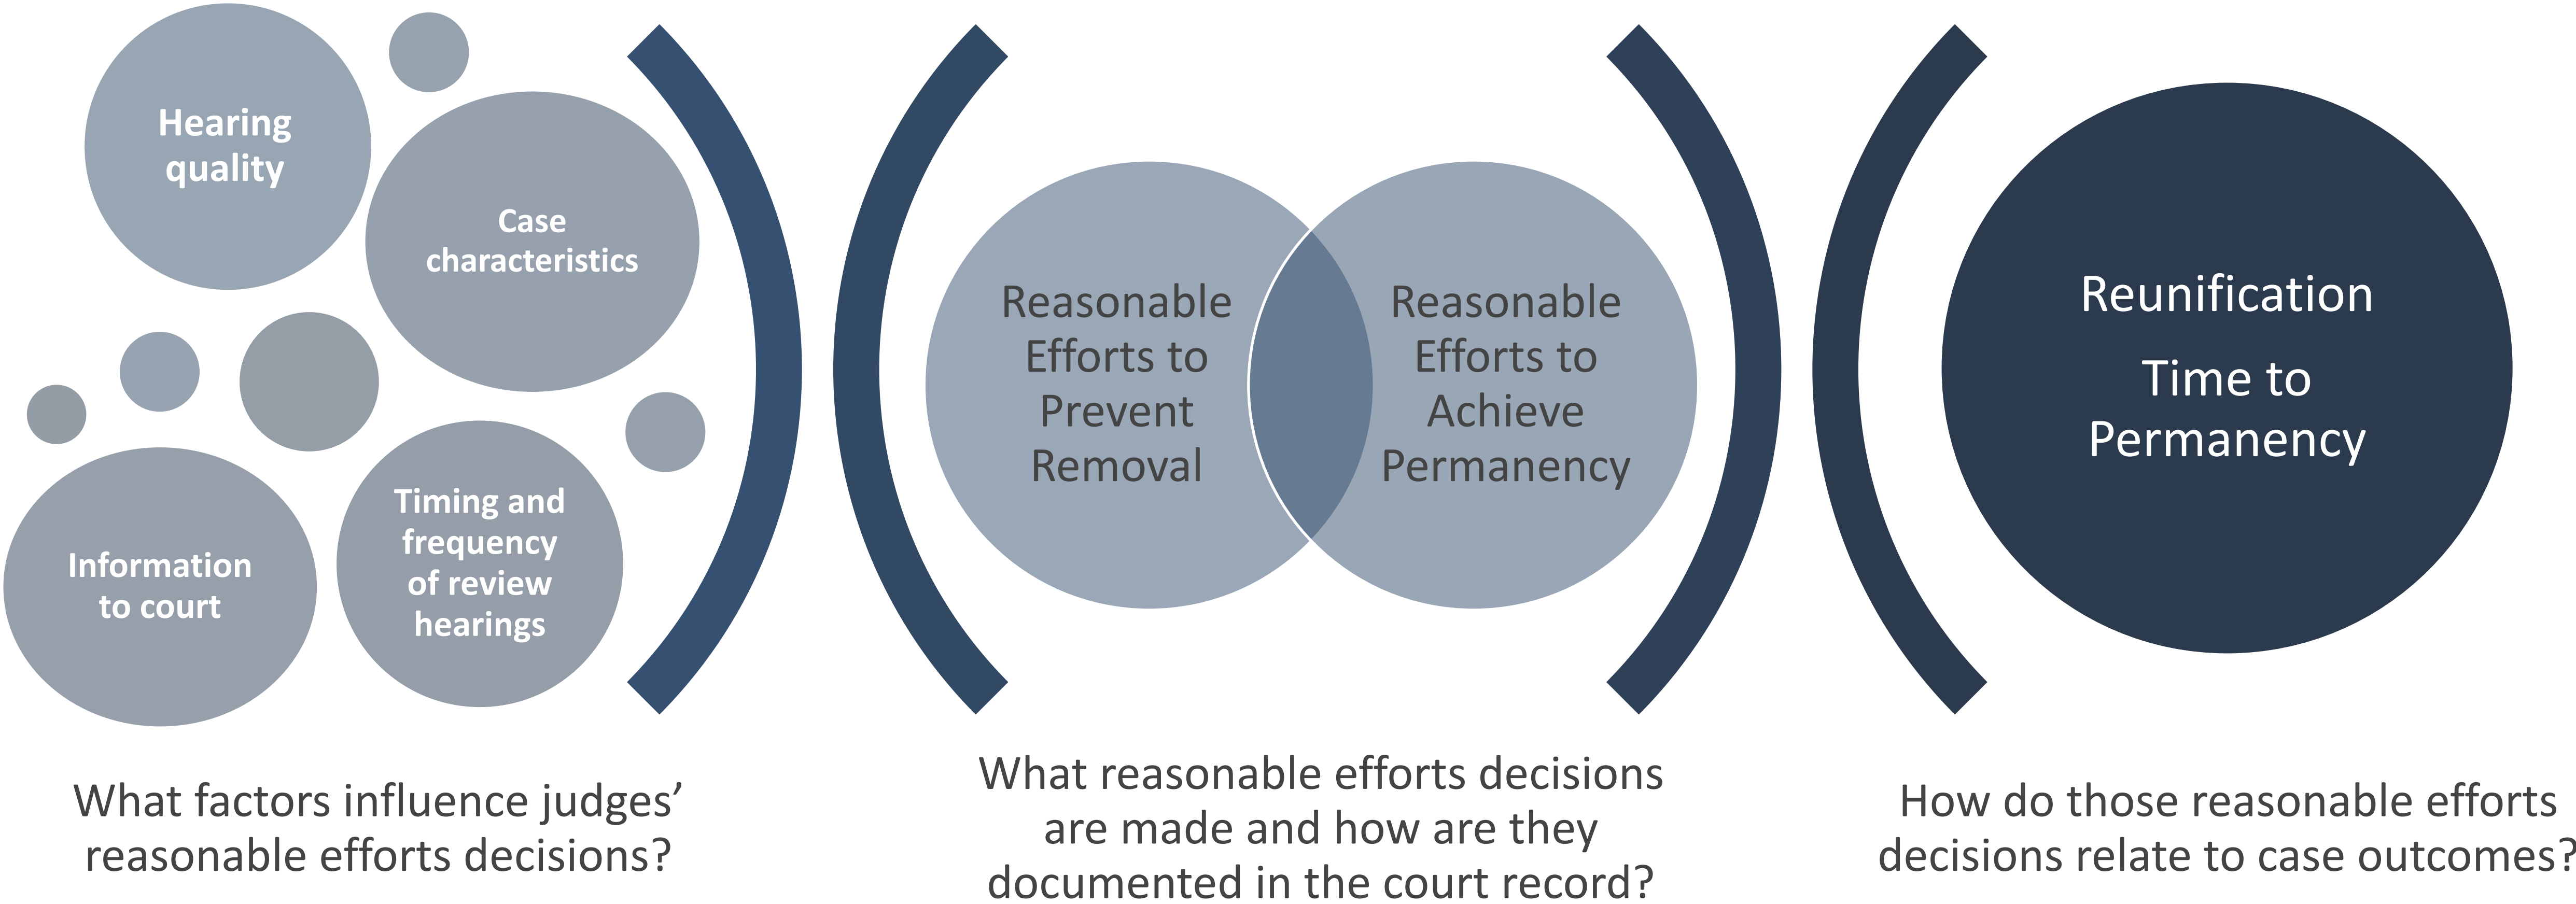 Hearing
quality
Case
characteristics
Information
to court
Timing and
frequency
of review
hearings
What factors influence judges’
reasonable efforts decisions?
Reasonable
Efforts to
Prevent
Removal
Reasonable
Efforts to
Achieve
Permanency
What reasonable efforts decisions
are made and how are they
documented in the court record?
Reunification
Time to
Permanency
How do those reasonable efforts
decisions relate to case outcomes?